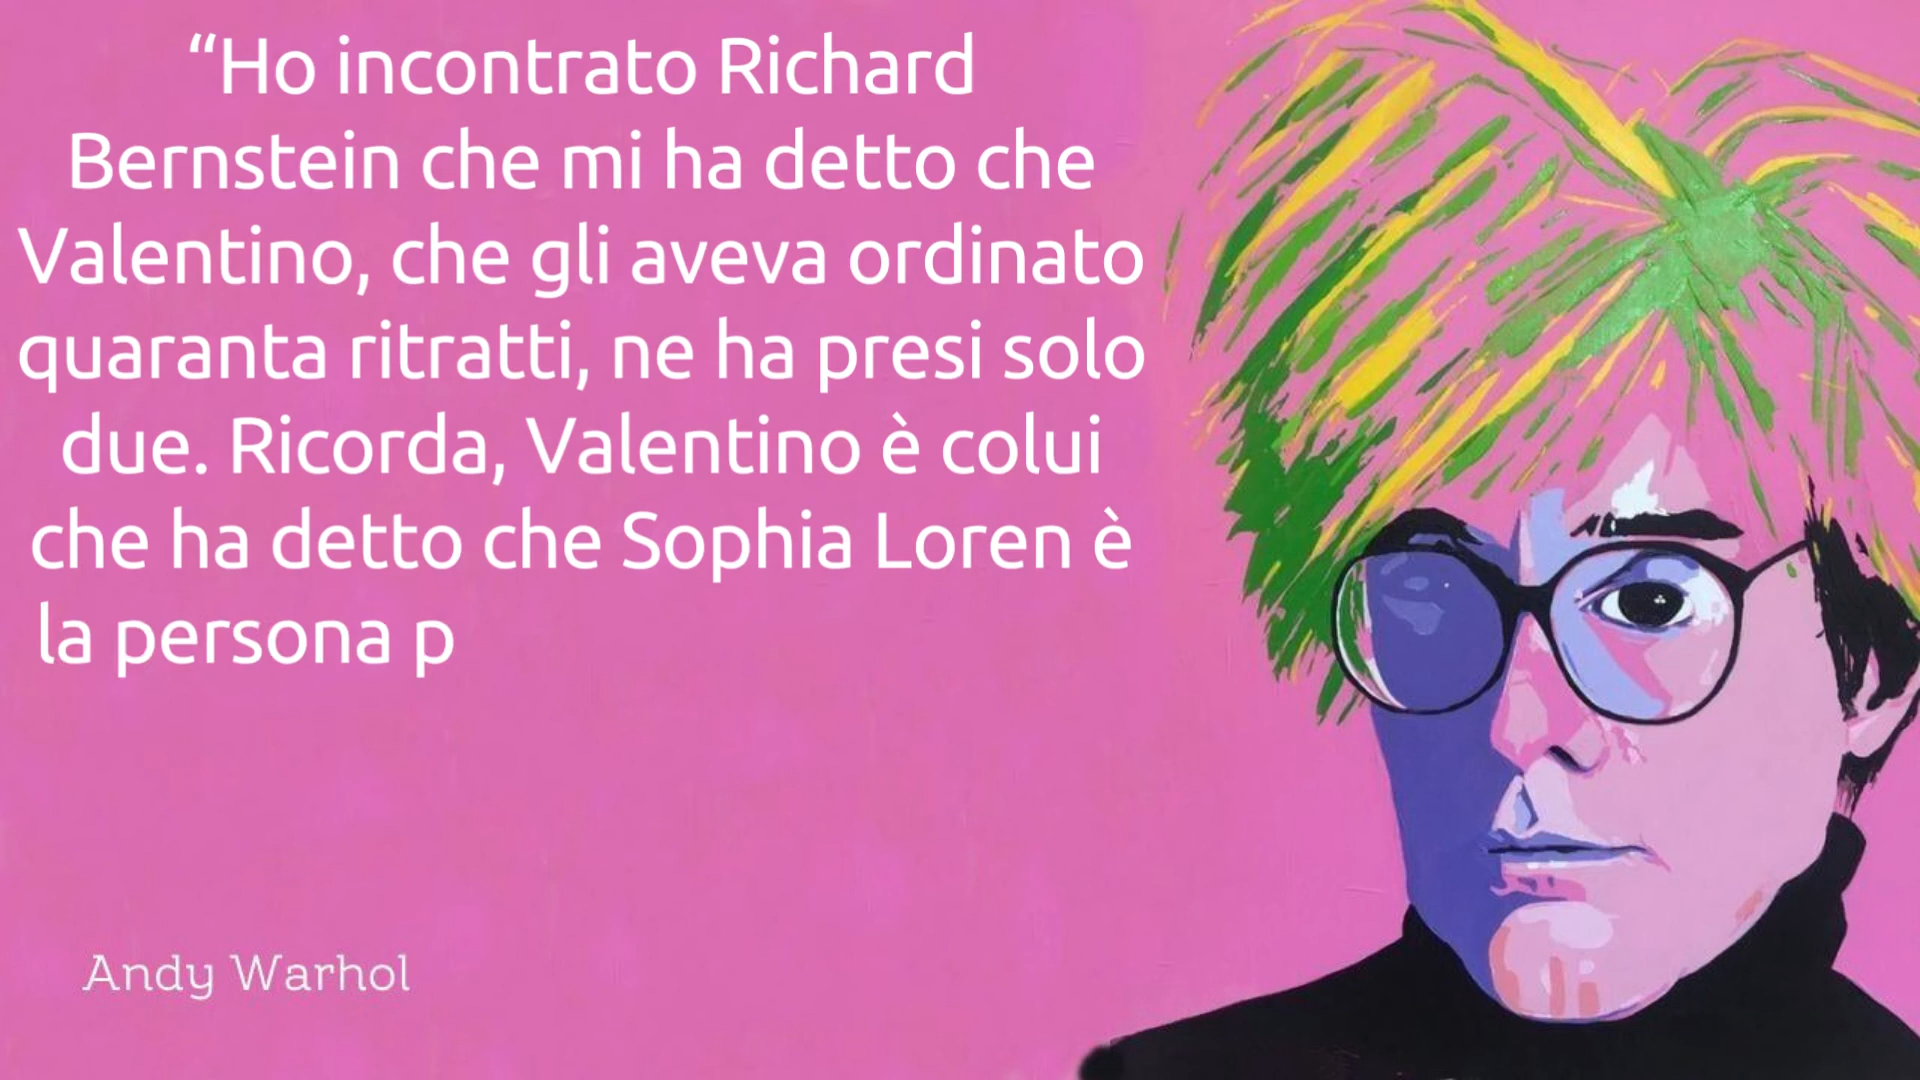 “Ho incontrato Richard
Bernstein che mi ha detto che
Valentino, che gli aveva ordinato
quaranta ritratti, ne ha presi solo
due. Ricorda, Valentino è colui
che ha detto che Sophia Loren è
la persona p
Andy Warhol